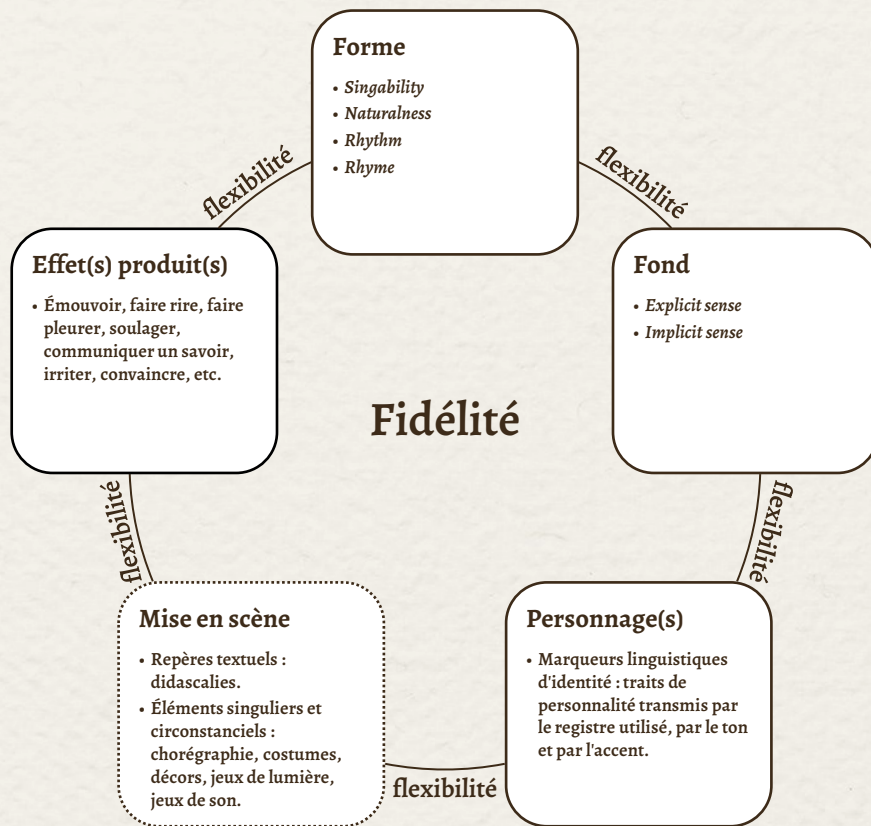 Forme
• Singability
• Naturalness
• Rhythm
• Rhyme
flexibilité
flexibilité
Effet(s) produit(s)
• Émouvoir, faire rire, faire
pleurer, soulager,
communiquer un savoir,
irriter, convaincre, etc.
Fond
• Explicit sense
• Implicit sense
Fidélité
flexibilité
flexibilité
Mise en scène
• Repères textuels :
didascalies.
• Éléments singuliers et
circonstanciels :
chorégraphie, costumes,
décors, jeux de lumière,
jeux de son.
Personnage(s)
• Marqueurs linguistiques
d'identité : traits de
personnalité transmis par
le registre utilisé, par le ton
et par l'accent.
flexibilité